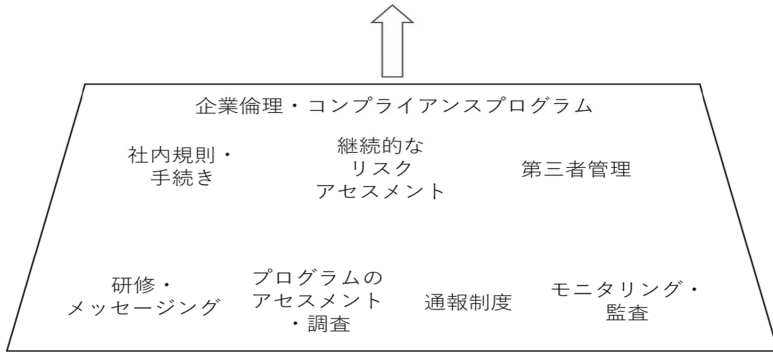 企業倫理・コンプライアンスプログラム
社内規則・
手続き
継続的な
リスク
アセスメント
第三者管理
研修・
メッセージング
プログラムの
アセスメント
・調査
通報制度
モニタリング・
監査